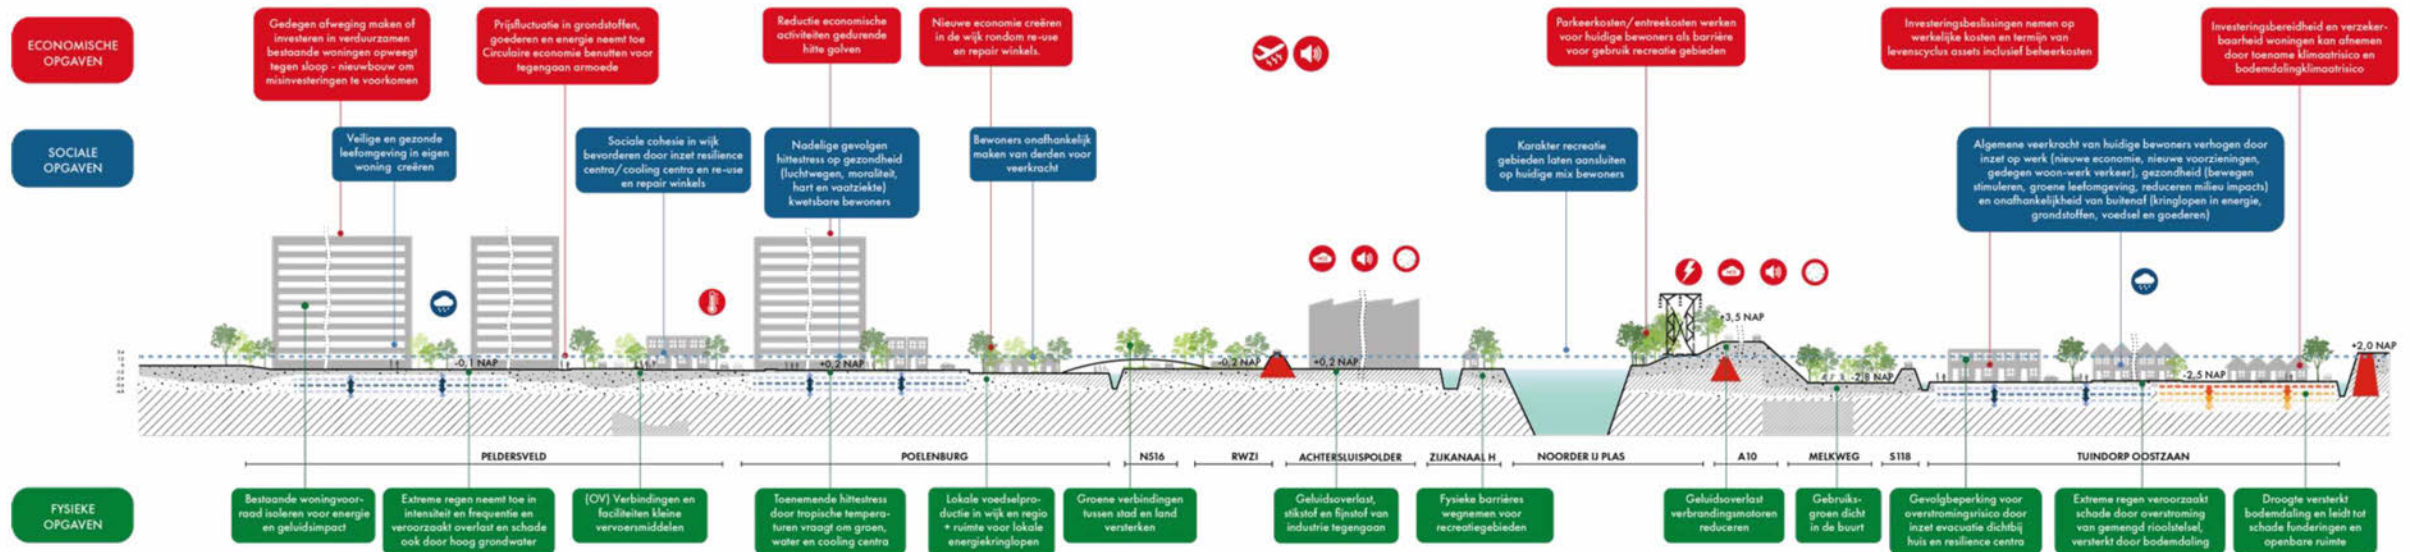 ECONOMISCHE
OPGAVEN
Gedegen afweging maken of
investeren in verduurzamen
bestaande woningen opweegt
tegen sloop - nieuwbouw om
misinvesteringen te voorkomen
Prijsfluctuatie in grondstoffen,
goederen en energie neemt toe
Circulaire economie benutten voor
tegengaan armoede
Reductie economische
activiteiten gedurende
hitte golven
Nieuwe economie creëren
in de wijk rondom re-use
en repair winkels.
Parkeerkosten/entreekosten werken
voor huidige bewoners als barrière
voor gebruik recreatie gebieden
Investeringsbeslissingen nemen op
werkelijke kosten en termijn van
levenscyclus assets inclusief beheerkosten
Investeringsbereidheid en verzeker-
baarheid woningen kan afnemen
door toename klimaatrisico en
bodemdalingklimaatrisico
SOCIALE
OPGAVEN
Veilige en gezonde
leefomgeving in eigen
woning creëren
Sociale cohesie in wijk
bevorderen door inzet resilience
centra/cooling centra en re-use
en repair winkels
Nadelige gevolgen
hittestress op gezondheid
(luchtwegen, moraliteit,
hart en vaatziekte)
kwetsbare bewoners
Bewoners onafhankelijk
maken van derden voor
veerkracht
Karakter recreatie
gebieden laten aansluiten
op huidige mix bewoners
Algemene veerkracht van huidige bewoners verhogen door
inzet op werk (nieuwe economie, nieuwe voorzieningen,
gedegen woon-werk verkeer), gezondheid (bewegen
stimuleren, groene leefomgeving, reduceren milieu impacts)
en onafhankelijkheid van buitenaf (kringlopen in energie,
grondstoffen, voedsel en goederen)
-0,1 NAP
+0,2 NAP
-0,2 NAP
+0,2 NAP
+3,5 NAP
-2,8 NAP
-2,5 NAP
+2,0 NAP
PELDERSVELD
POELENBURG
N516
RWZI
ACHTERSLUISPOLDER
ZIJKANAAL H
NOORDER IJ PLAS
A10
MELKWEG
S118
TUINDORP OOSTZAAN
FYSIEKE
OPGAVEN
Bestaande woningvoor-
raad isoleren voor energie
en geluidsimpact
Extreme regen neemt toe in
intensiteit en frequentie en
veroorzaakt overlast en schade
ook door hoog grondwater
(OV) Verbindingen en
faciliteiten kleine
vervoersmiddelen
Toenemende hittestress
door tropische tempera-
turen vraagt om groen,
water en cooling centra
Lokale voedselpro-
ductie in wijk en regio
+ ruimte voor lokale
energiekringlopen
Groene verbindingen
tussen stad en land
versterken
Geluidsoverlast,
stikstof en fijnstof van
industrie tegengaan
Fysieke barrières
wegnemen voor
recreatiegebieden
Geluidsoverlast
verbrandingsmotoren
reduceren
Gebruiks-
groen dicht
in de buurt
Gevolgbeperking voor
overstromingsrisico door
inzet evacuatie dichtbij
huis en resilience centra
Extreme regen veroorzaakt
schade door overstroming
van gemengd rioolstelsel,
versterkt door bodemdaling
Droogte versterkt
bodemdaling en leidt tot
schade funderingen en
openbare ruimte